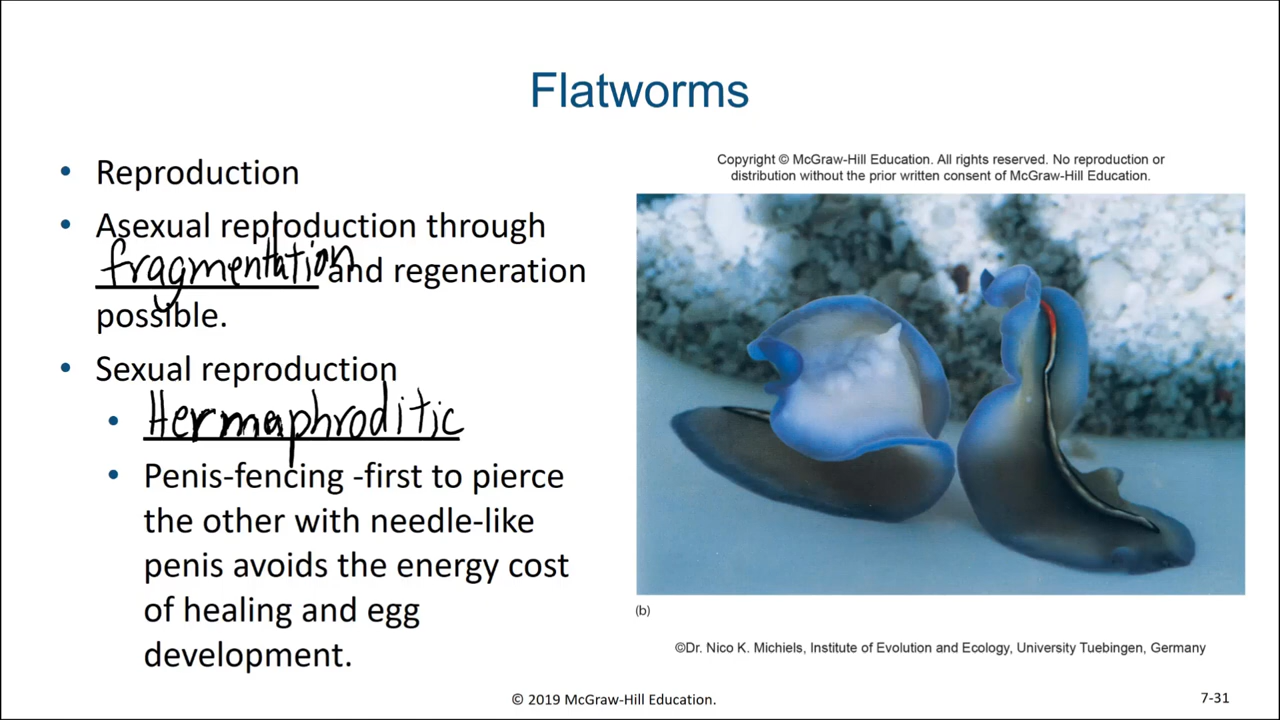 Flatworms
• Reproduction
• Asexual reproduction through
fragmentation and regeneration
possible.
• Sexual reproduction
• Hermaphroditic
• Penis-fencing -first to pierce
the other with needle-like
penis avoids the energy cost
of healing and egg
development.
Copyright © McGraw-Hill Education. All rights reserved. No reproduction or
distribution without the prior written consent of McGraw-Hill Education.
(b)
©Dr. Nico K. Michiels, Institute of Evolution and Ecology, University Tuebingen, Germany
© 2019 McGraw-Hill Education.
7-31